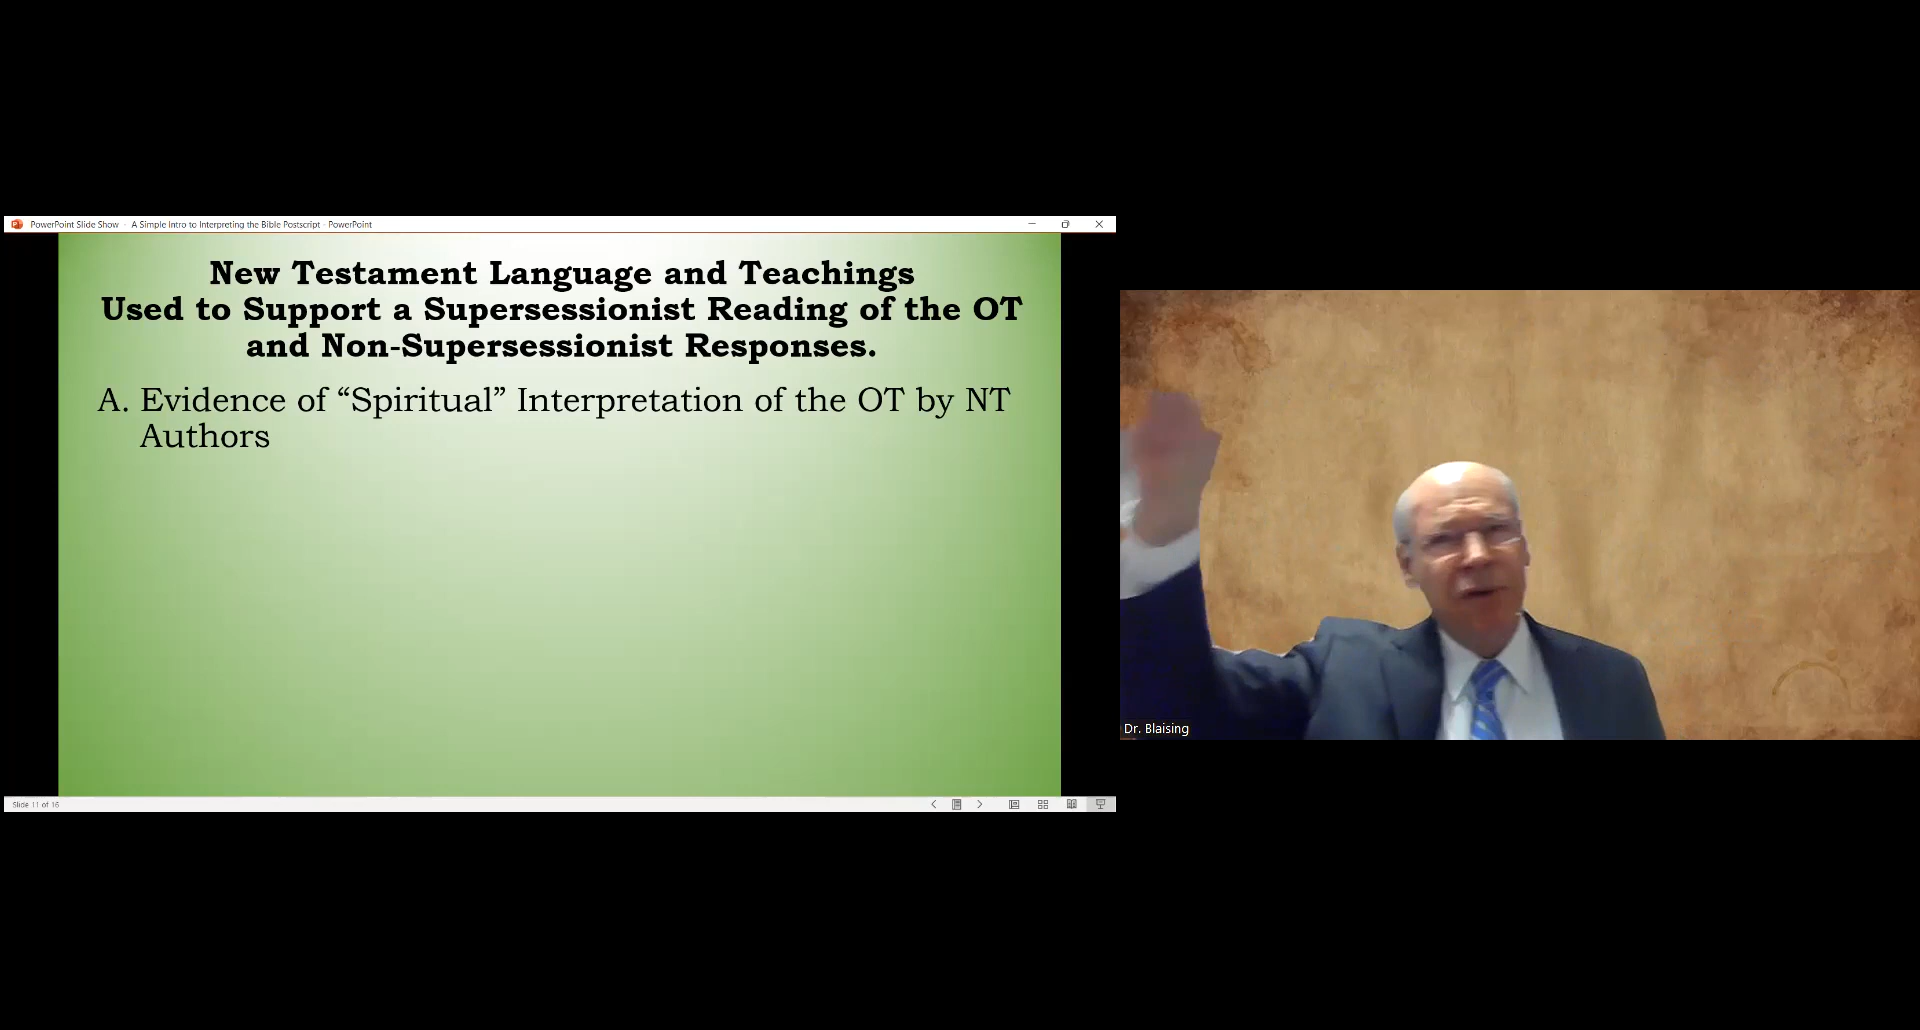 PowerPoint Slide Show - A Simple Intro to Interpreting the Bible Postscript - PowerPoint
New Testament Language and Teachings
Used to Support a Supersessionist Reading of the OT
and Non-Supersessionist Responses.
A. Evidence of “Spiritual” Interpretation of the OT by NT
Authors
Slide 11 of 16
Dr. Blaising